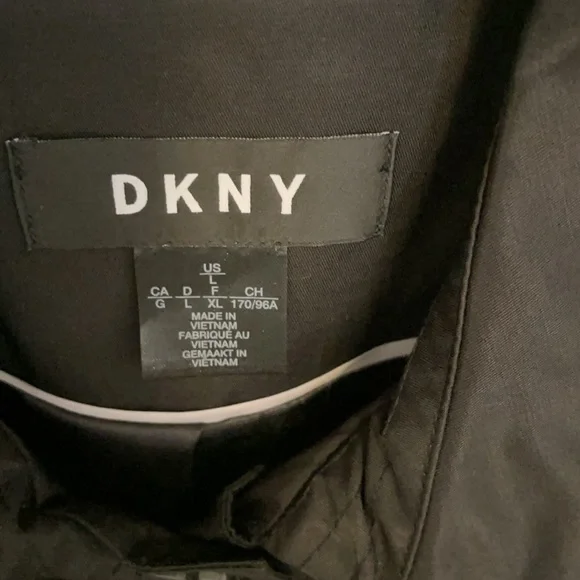 DKNY
US
L
CA D F CH
G L XL 170/96A
MADE IN
VIETNAM
FABRIQUÉ AU
VIETNAM
GEMAAKT IN
VIETNAM